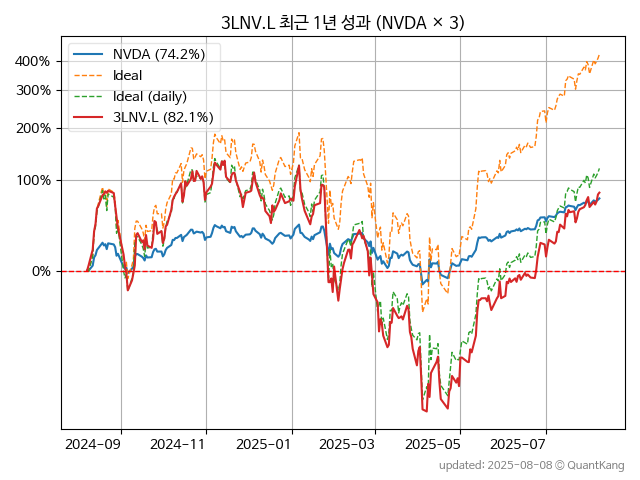 3LNV.L 최근 1년 성과 (NVDA × 3)
NVDA (74.2%)
Ideal
Ideal (daily)
3LNV.L (82.1%)
400%
300%
200%
100%
0%
2024-09 2024-11 2025-01 2025-03 2025-05 2025-07
updated: 2025-08-08 © QuantKang